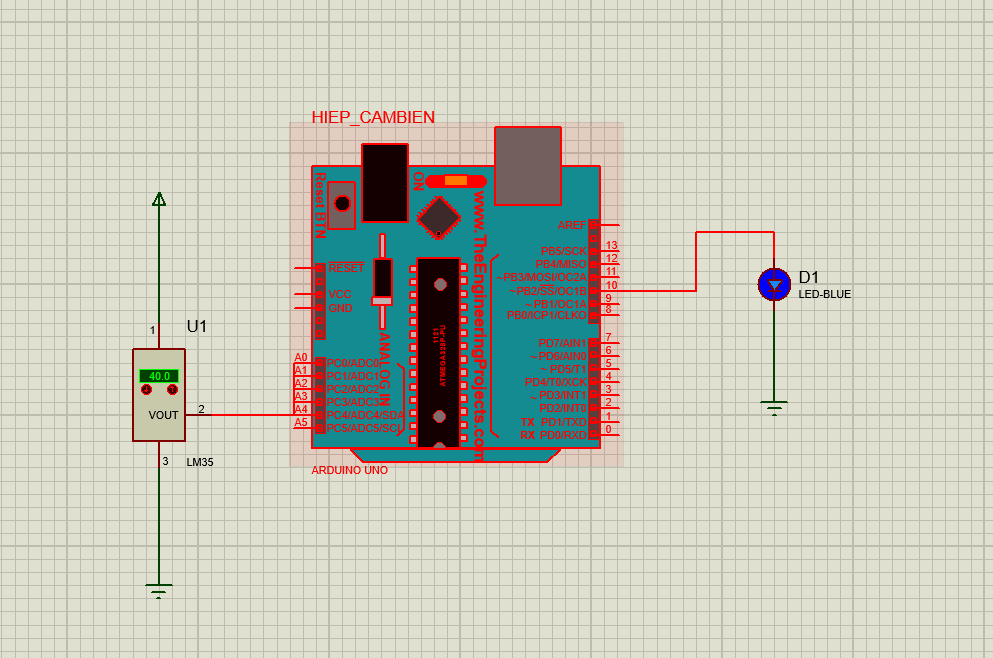 HIEP_CAMBIEN
Reset BTN
ON
www.TheEngineeringProjects.com
AREF
PB5/SCK 13
PB4/MISO 12
~PB3/MOSI/OC2A 11
~PB2/SS/OC1B 10
~PB1/OC1A 9
PB0/ICP1/CLKO 8
RESET
VCC
GND
ANALOG IN
A0 PC0/ADC0
A1 PC1/ADC1
A2 PC2/ADC2
A3 PC3/ADC3
A4 PC4/ADC4/SDA
A5 PC5/ADC5/SCL
ATMEGA328P-PU
1121
PD7/AIN1 7
~PD6/AIN0 6
~PD5/T1 5
PD4/T0/XCK 4
~PD3/INT1 3
PD2/INT0 2
TX PD1/TXD 1
RX PD0/RXD 0
ARDUINO UNO
U1
1
40.0
VOUT
2
3
LM35
D1
LED-BLUE